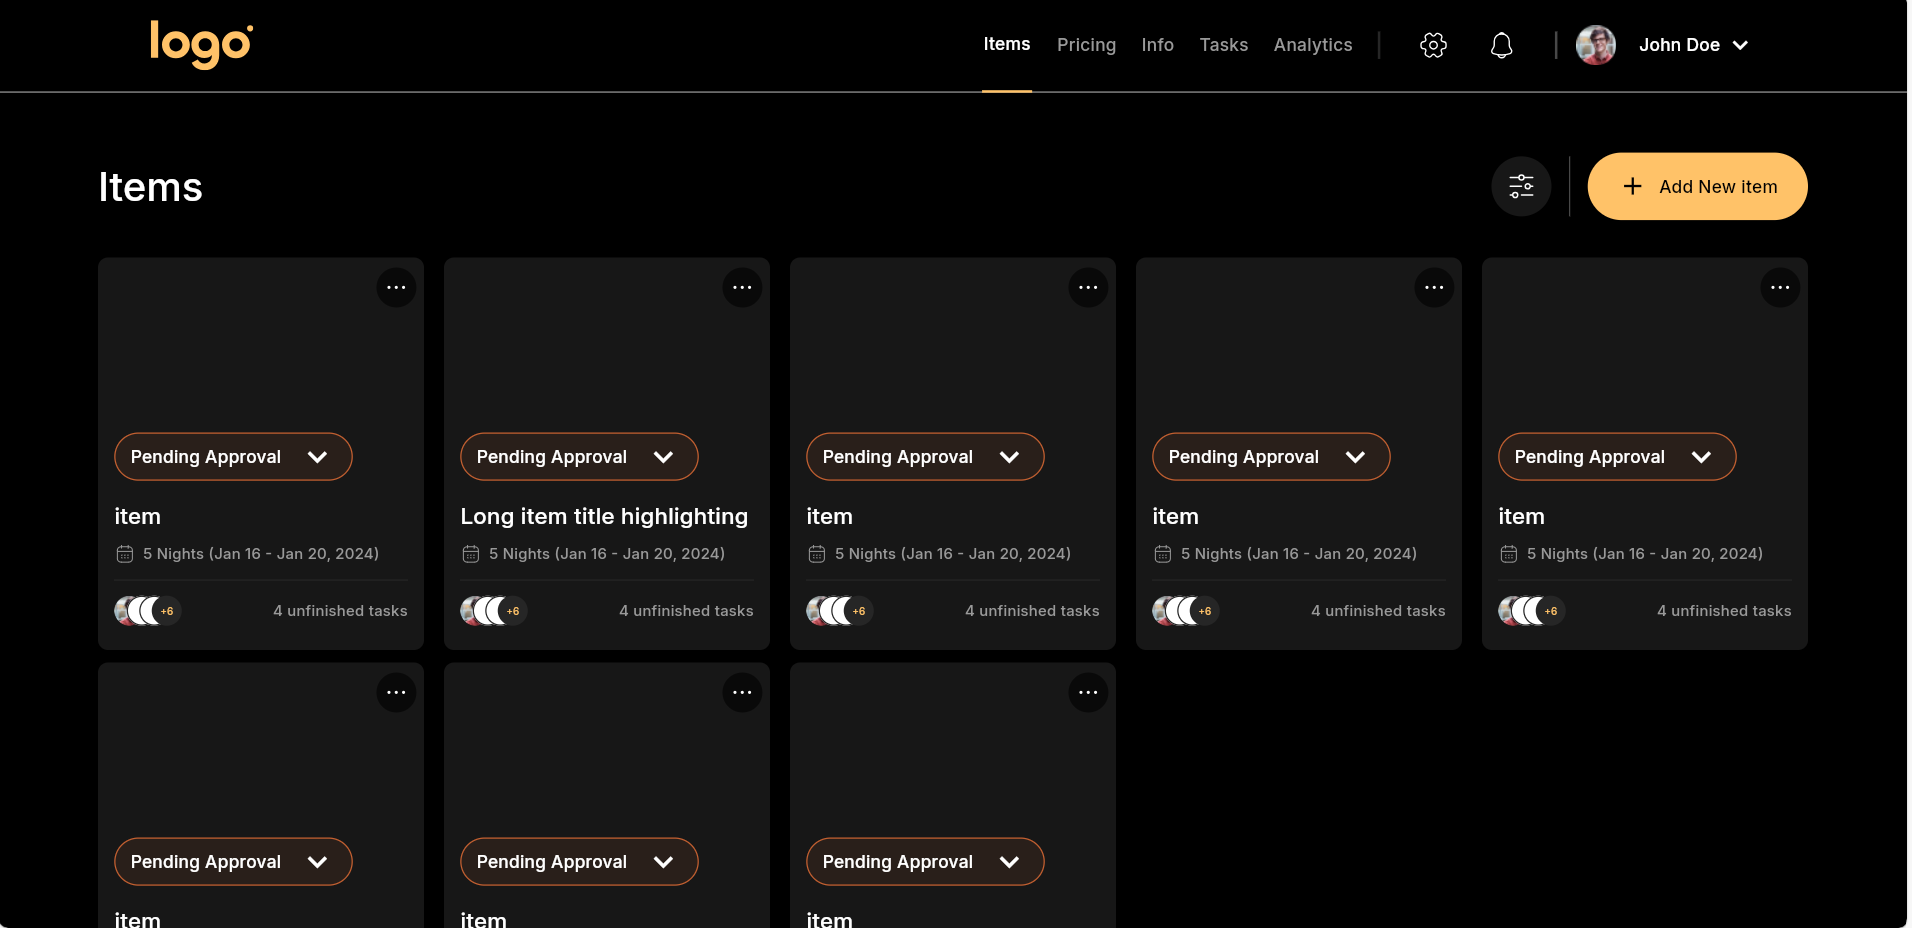 logo
Items Pricing Info Tasks Analytics John Doe
Items
Add New item
Pending Approval Pending Approval Pending Approval Pending Approval Pending Approval
item Long item title highlighting item item item
5 Nights (Jan 16 - Jan 20, 2024) 5 Nights (Jan 16 - Jan 20, 2024) 5 Nights (Jan 16 - Jan 20, 2024) 5 Nights (Jan 16 - Jan 20, 2024) 5 Nights (Jan 16 - Jan 20, 2024)
+6 4 unfinished tasks +6 4 unfinished tasks +6 4 unfinished tasks +6 4 unfinished tasks +6 4 unfinished tasks
Pending Approval Pending Approval Pending Approval
item item item